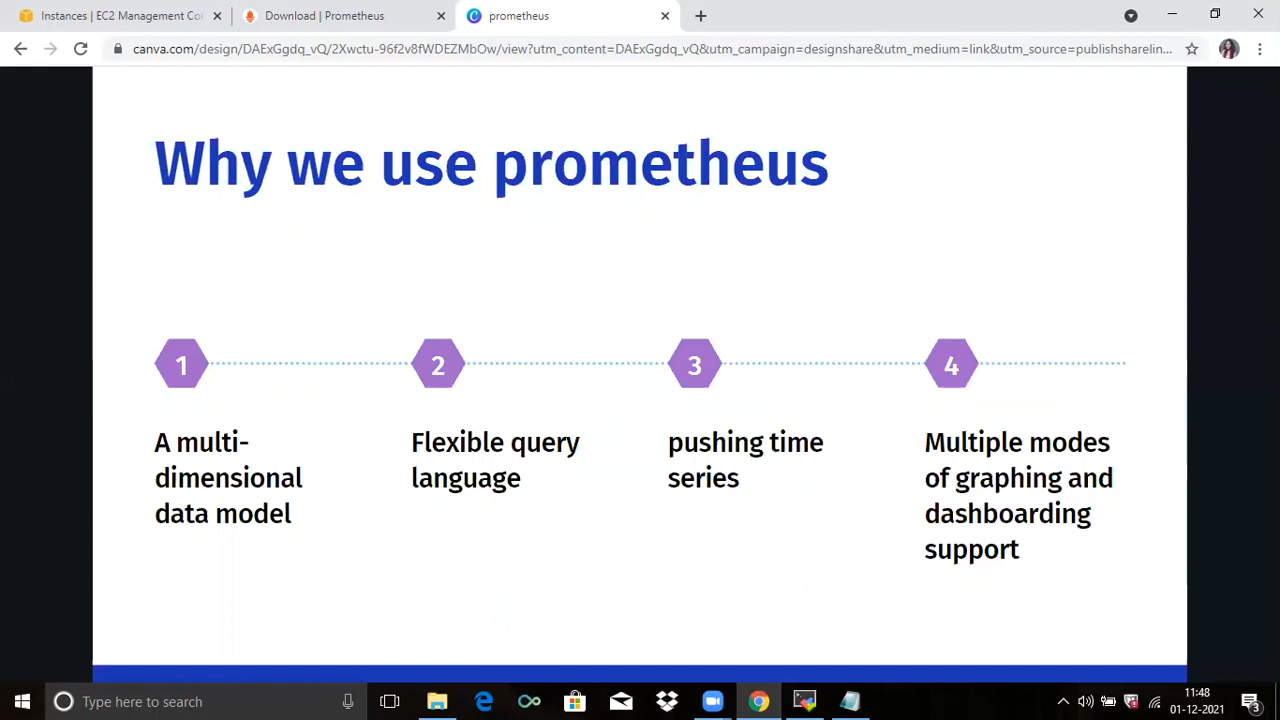 Instances | EC2 Management Co
Download | Prometheus
prometheus
canva.com/design/DAExGgdq_vQ/2Xwctu-96f2v8fWDEZMbOw/view?utm_content=DAExGgdq_vQ&utm_campaign=designshare&utm_medium=link&utm_source=publishsharelin...
Why we use prometheus
1
2
3
4
A multi-
dimensional
data model
Flexible query
language
pushing time
series
Multiple modes
of graphing and
dashboarding
support
Type here to search
11:48
01-12-2021
3